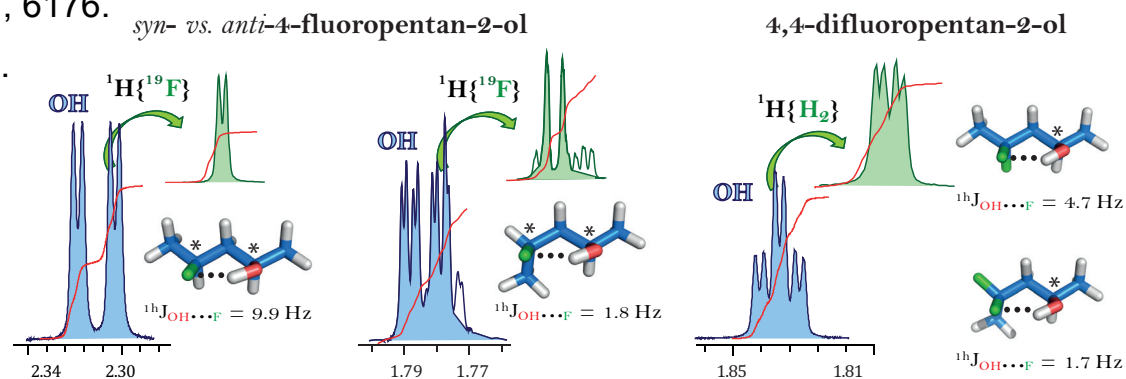 , 6176.
.
syn- vs. anti-4-fluoropentan-2-ol
4,4-difluoropentan-2-ol
OH
¹H{¹⁹F}
OH
¹H{¹⁹F}
OH
¹H{H₂}
* *
* *
*
*
¹ʰJOH•••F = 9.9 Hz
¹ʰJOH•••F = 1.8 Hz
¹ʰJOH•••F = 4.7 Hz
¹ʰJOH•••F = 1.7 Hz
2.34 2.30
1.79 1.77
1.85 1.81